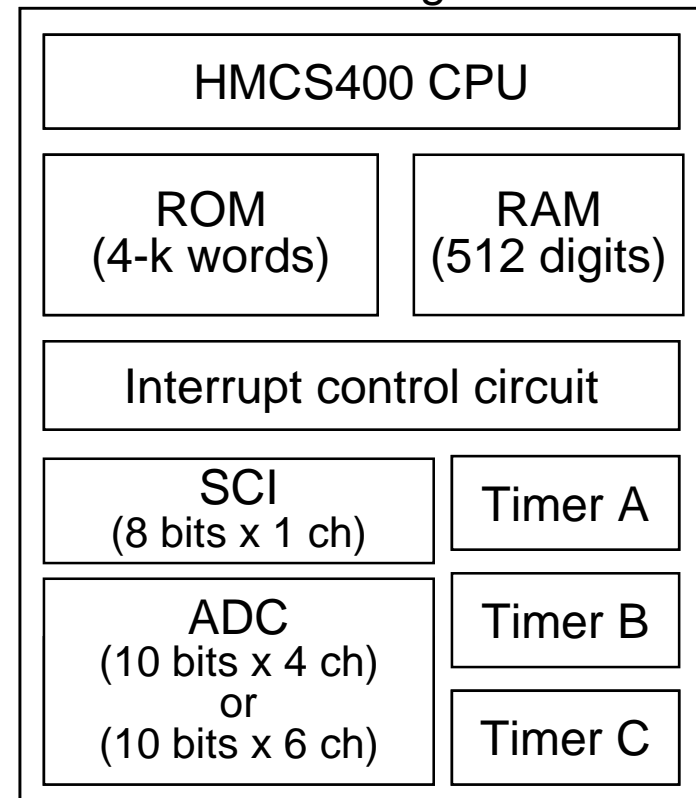 HMCS400 CPU
ROM
(4-k words)
RAM
(512 digits)
Interrupt control circuit
SCI
(8 bits x 1 ch)
Timer A
ADC
(10 bits x 4 ch)
or
(10 bits x 6 ch)
Timer B
Timer C